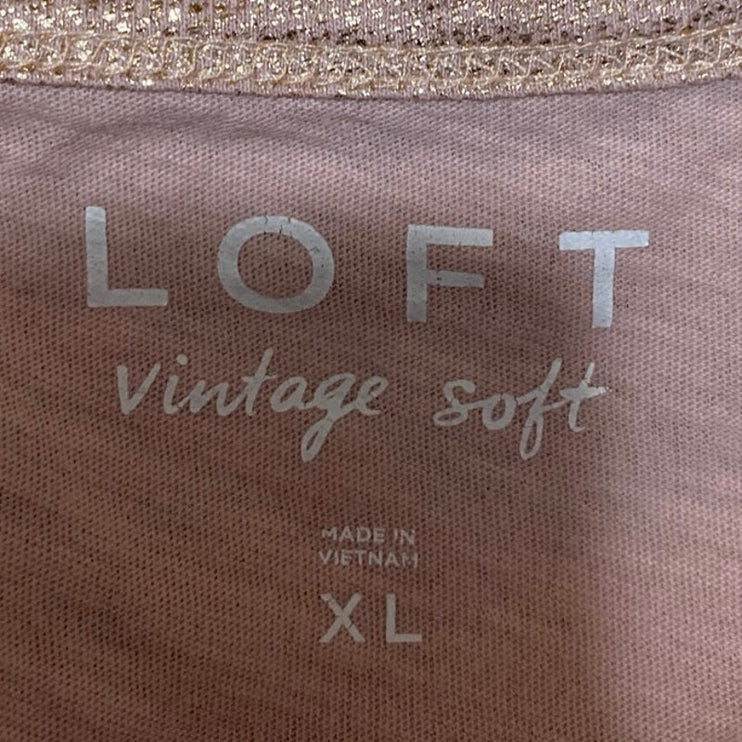 LOFT
vintage soft
MADE IN
VIETNAM
XL